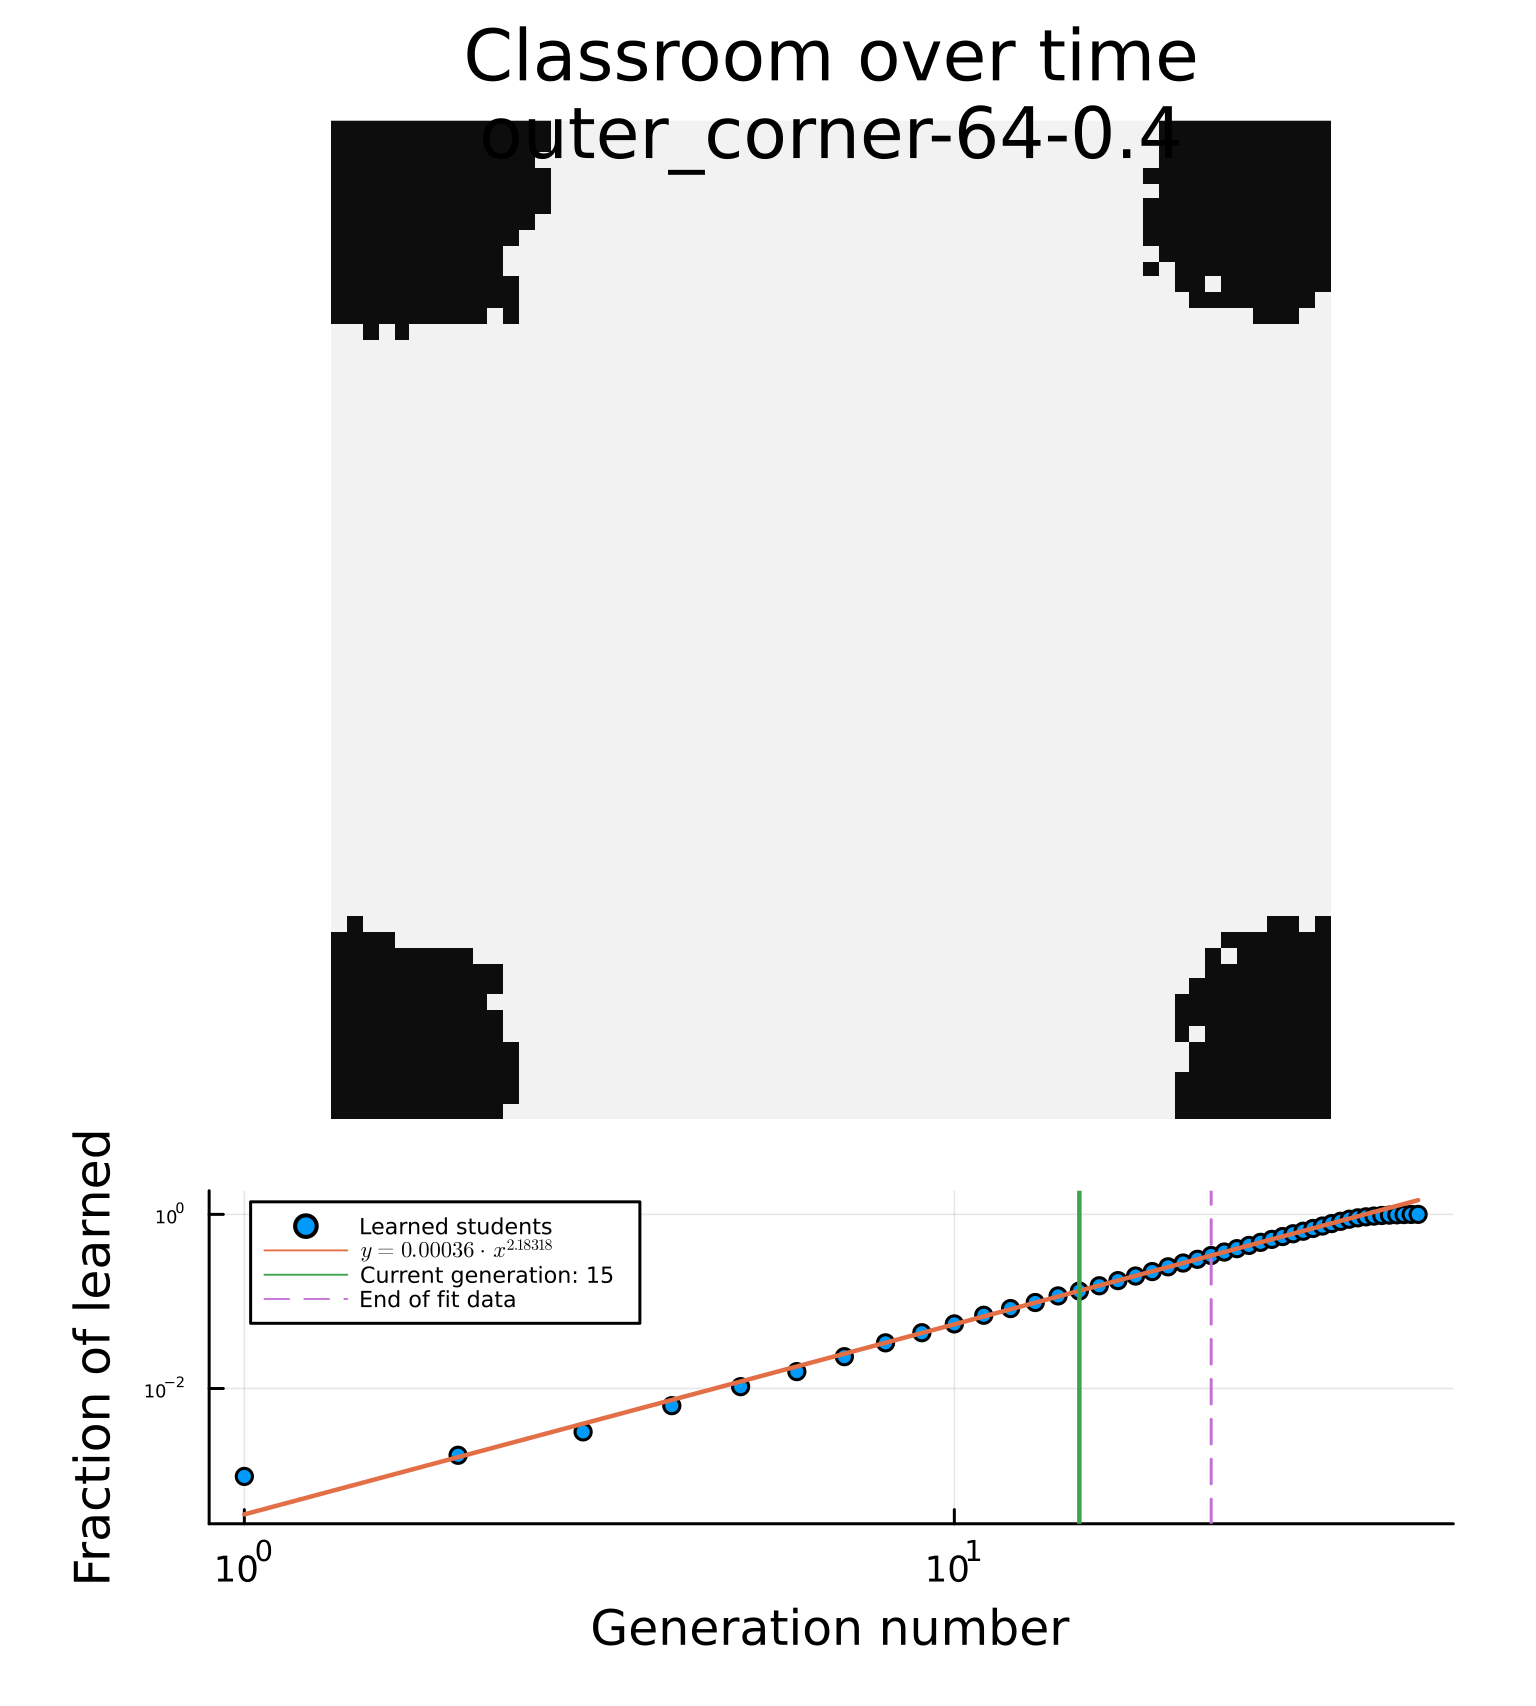 Classroom over time
outer_corner-64-0.4
Fraction of learned
10^0
10^−2
Learned students
y = 0.00036 · x^2.18318
Current generation: 15
End of fit data
10^0
10^1
Generation number